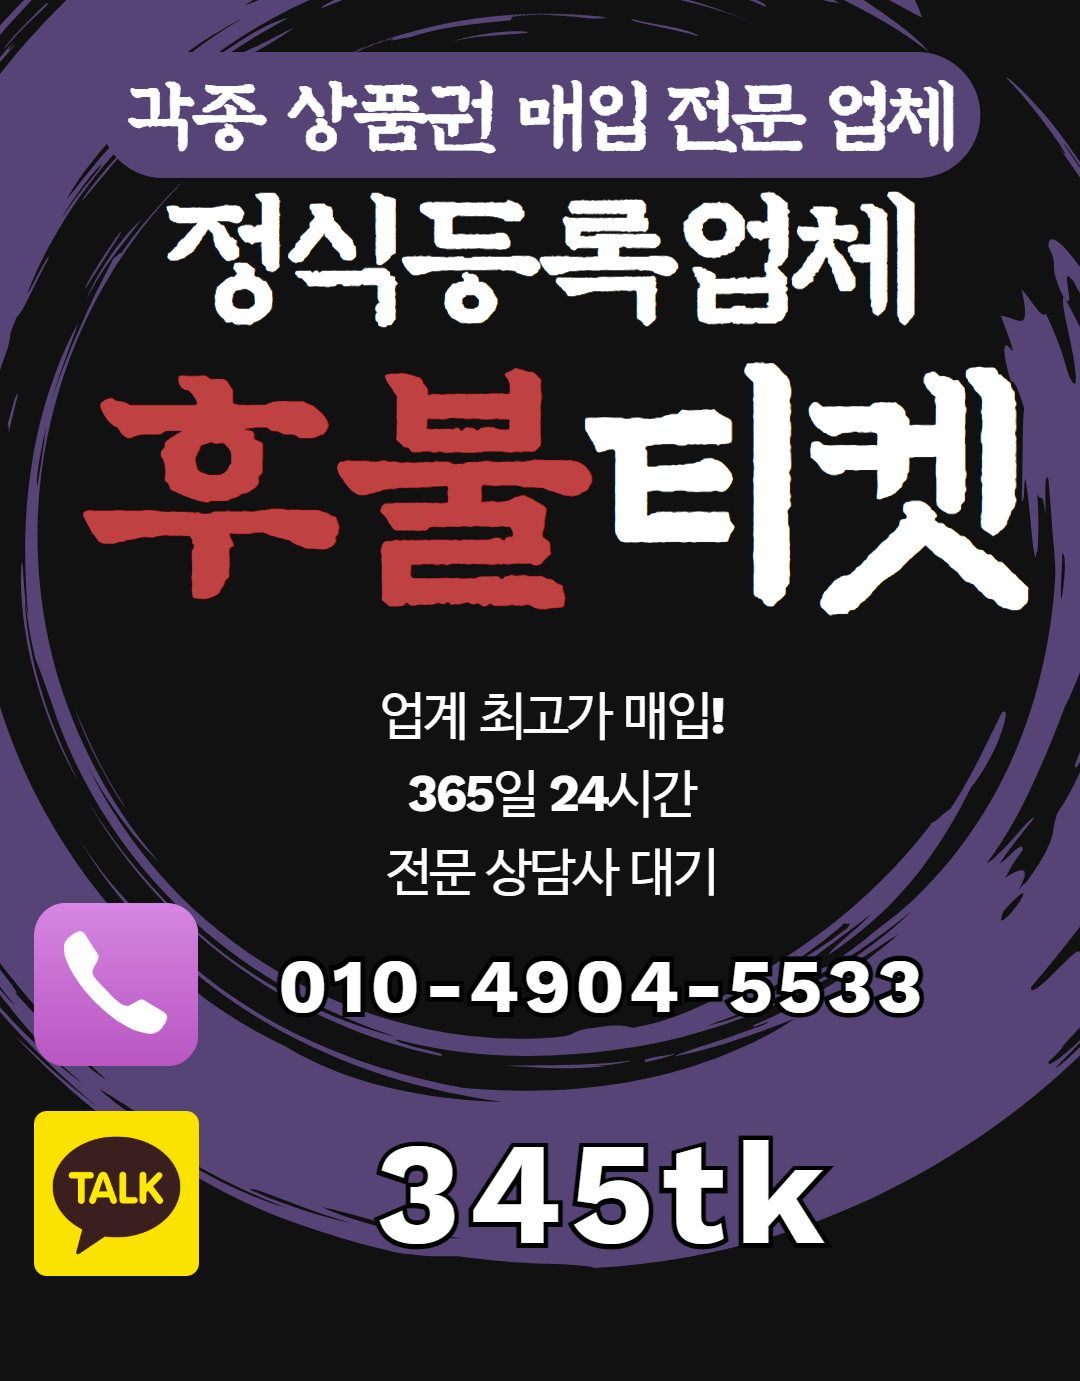 각종 상품권 매입 전문 업체
정식등록업체
후불티켓
업계 최고가 매입!
365일 24시간
전문 상담사 대기
010-4904-5533
TALK
345tk